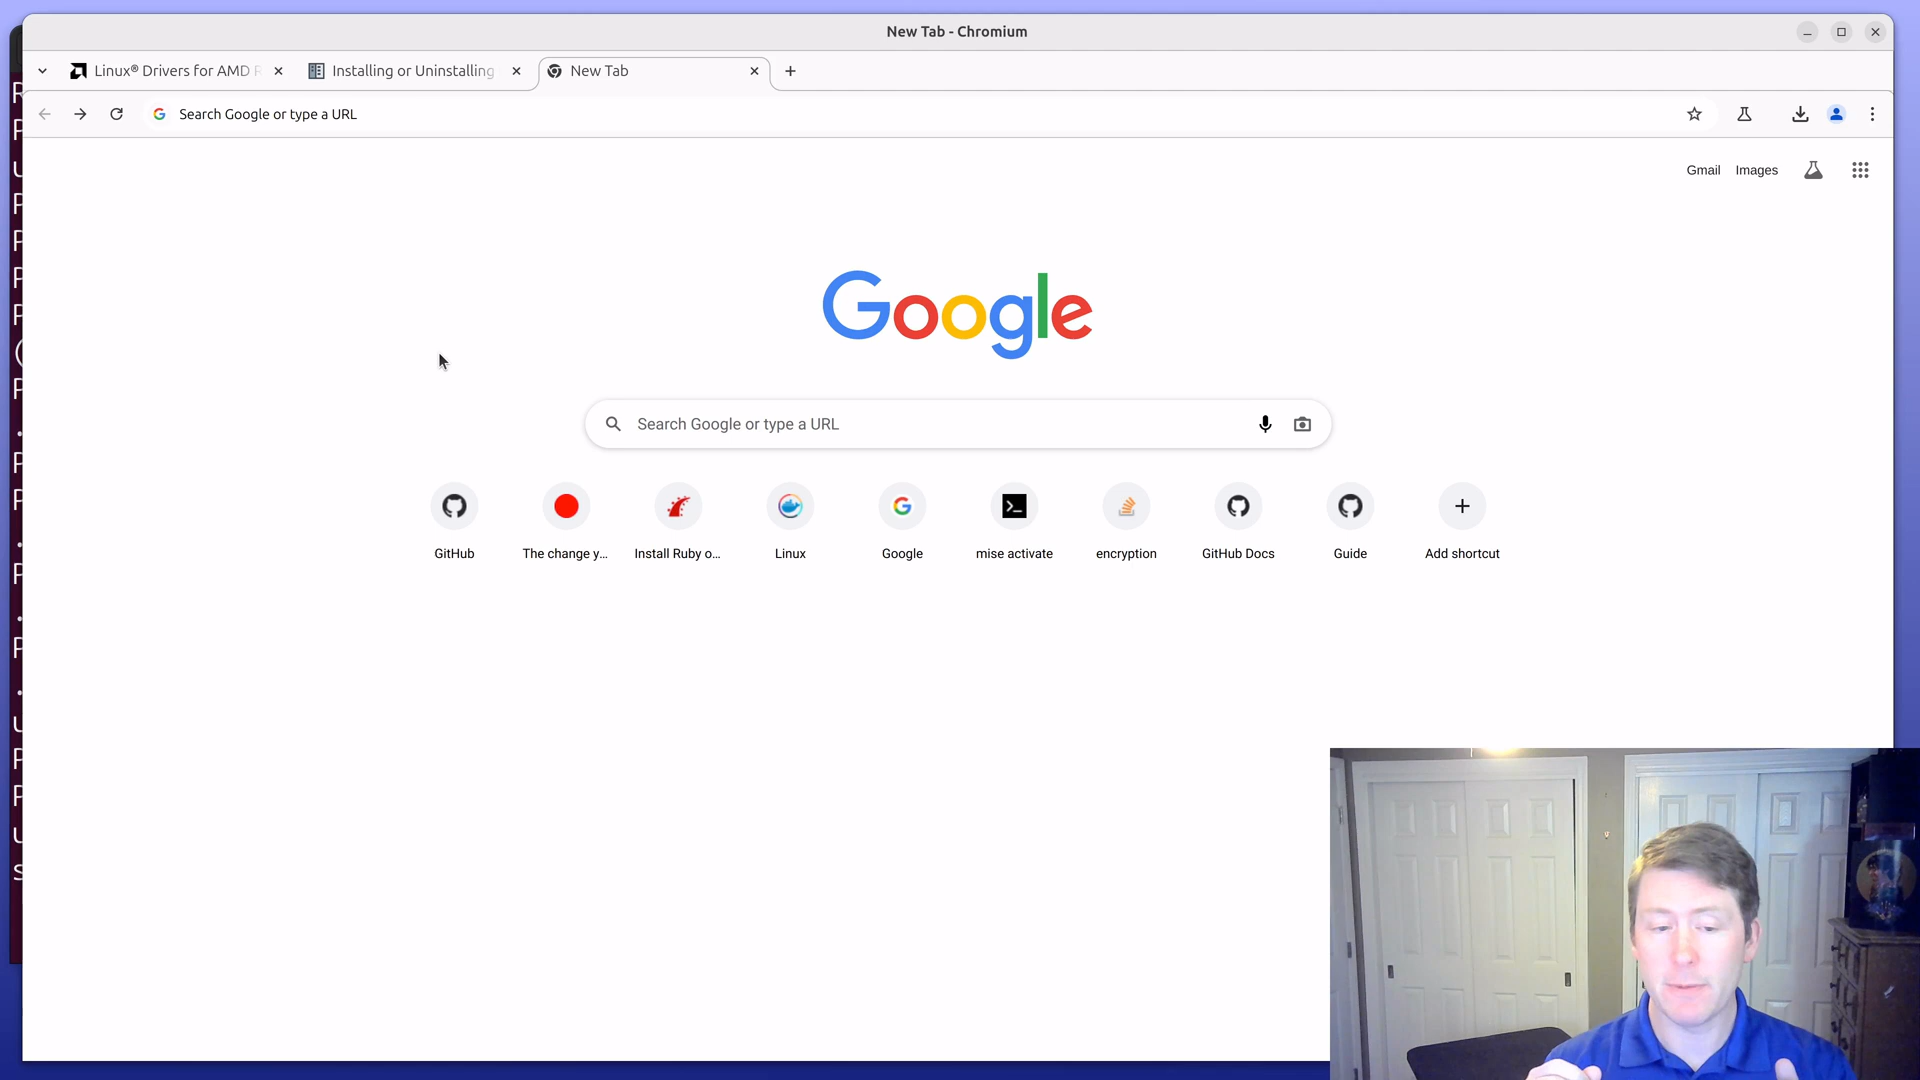 New Tab - Chromium
Linux® Drivers for AMD R
Installing or Uninstalling
New Tab
Search Google or type a URL
Gmail
Images
Google
Search Google or type a URL
GitHub
The change y...
Install Ruby o...
Linux
Google
mise activate
encryption
GitHub Docs
Guide
Add shortcut